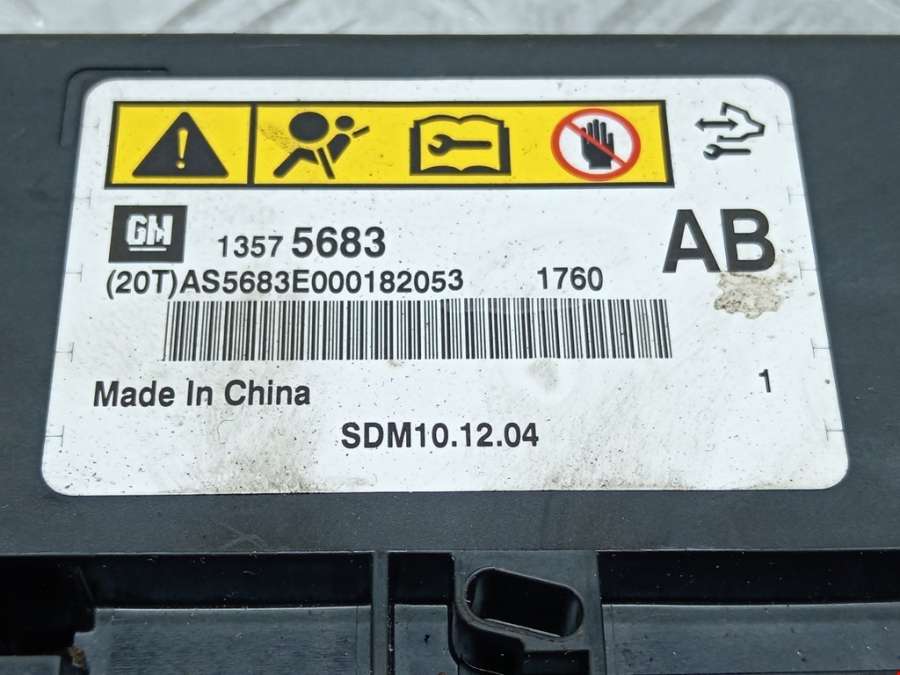 GM 1357 5683 AB
(20T)AS5683E000182053 1760
Made In China 1
SDM10.12.04